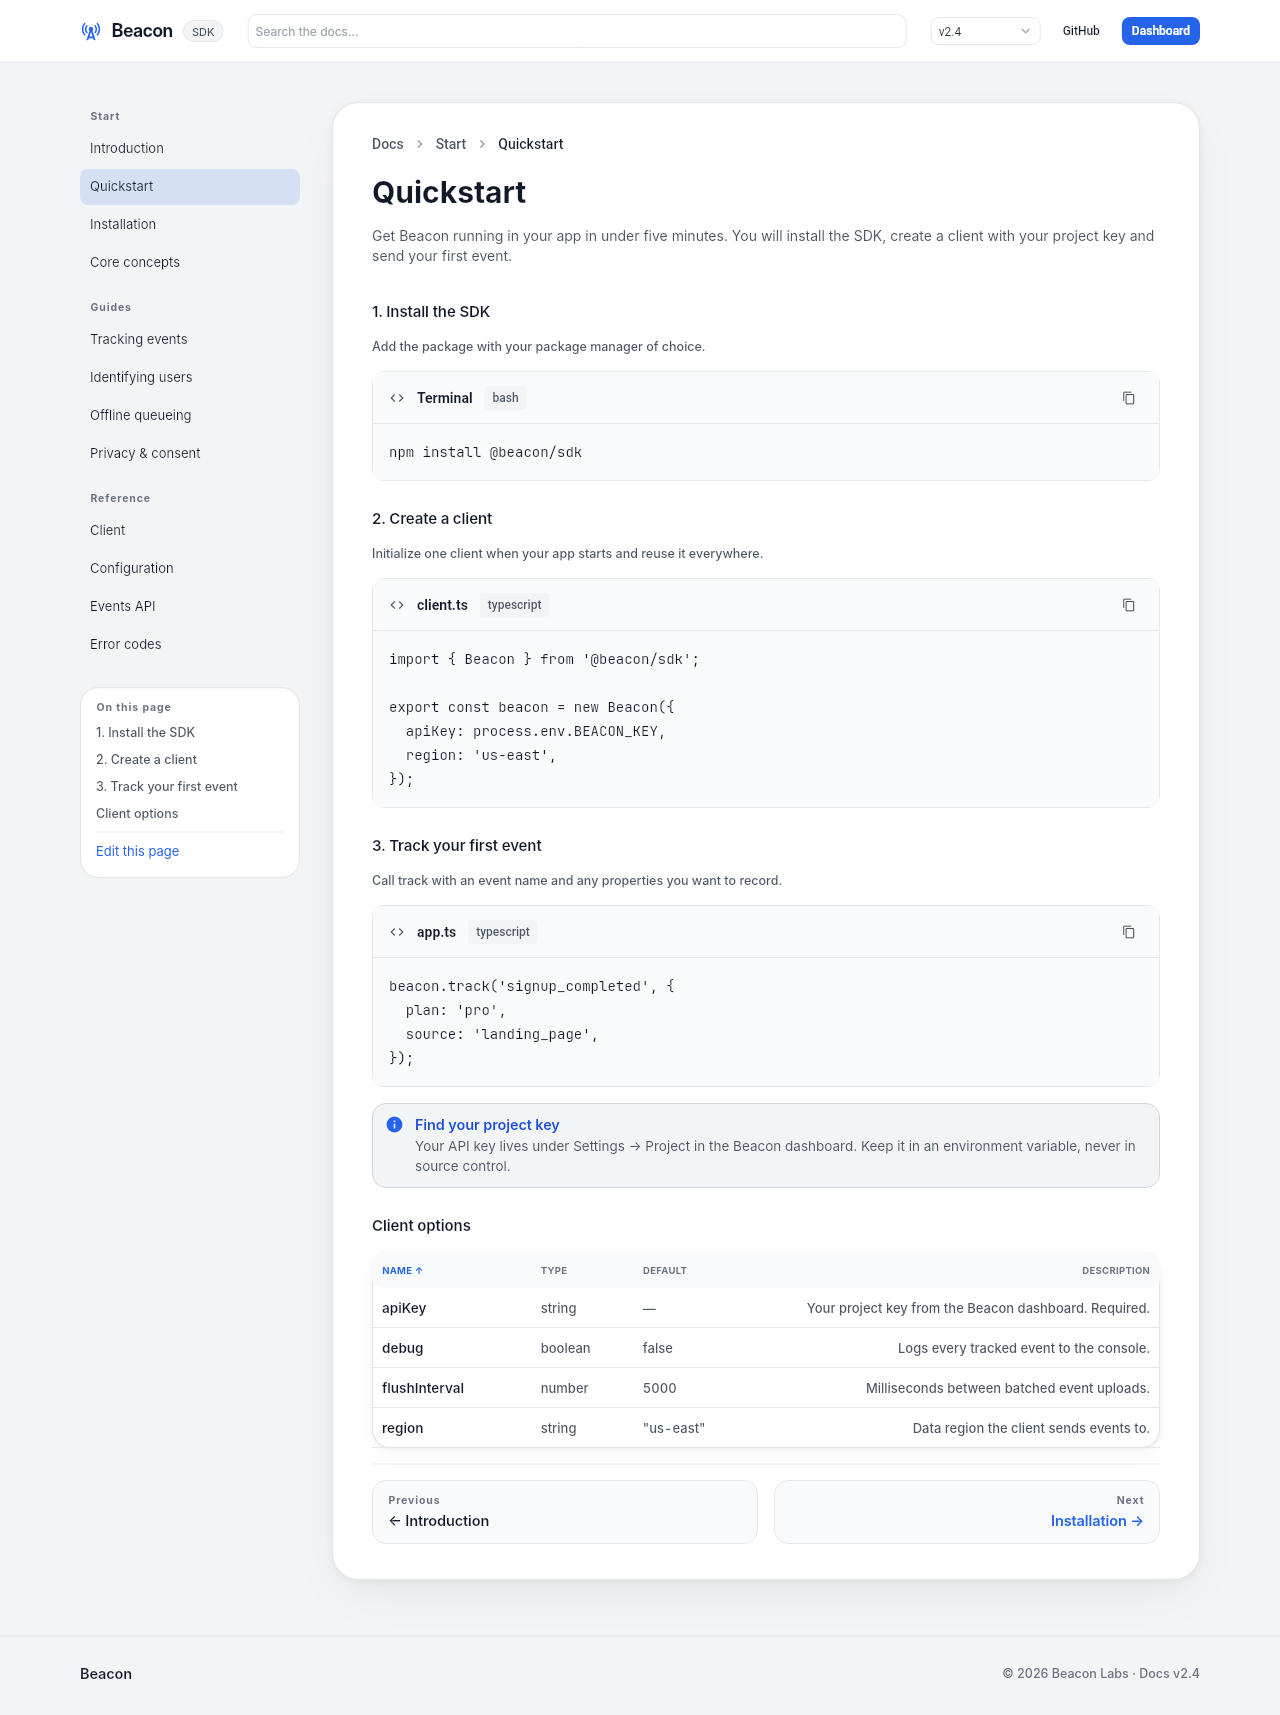 Beacon SDK Search the docs... v2.4 GitHub Dashboard
Start
Introduction
Quickstart
Installation
Core concepts
Guides
Tracking events
Identifying users
Offline queueing
Privacy & consent
Reference
Client
Configuration
Events API
Error codes
On this page
1. Install the SDK
2. Create a client
3. Track your first event
Client options
Edit this page
Docs > Start > Quickstart
Quickstart
Get Beacon running in your app in under five minutes. You will install the SDK, create a client with your project key and
send your first event.
1. Install the SDK
Add the package with your package manager of choice.
<> Terminal bash
npm install @beacon/sdk
2. Create a client
Initialize one client when your app starts and reuse it everywhere.
<> client.ts typescript
import { Beacon } from '@beacon/sdk';
export const beacon = new Beacon({
  apiKey: process.env.BEACON_KEY,
  region: 'us-east',
});
3. Track your first event
Call track with an event name and any properties you want to record.
<> app.ts typescript
beacon.track('signup_completed', {
  plan: 'pro',
  source: 'landing_page',
});
Find your project key
Your API key lives under Settings → Project in the Beacon dashboard. Keep it in an environment variable, never in
source control.
Client options
NAME ↑ TYPE DEFAULT DESCRIPTION
apiKey string — Your project key from the Beacon dashboard. Required.
debug boolean false Logs every tracked event to the console.
flushInterval number 5000 Milliseconds between batched event uploads.
region string "us-east" Data region the client sends events to.
Previous
← Introduction
Next
Installation →
Beacon
© 2026 Beacon Labs · Docs v2.4